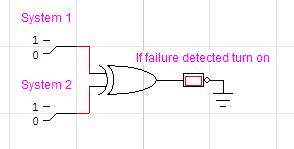 System 1
1
0
If failure detected turn on
System 2
1
0